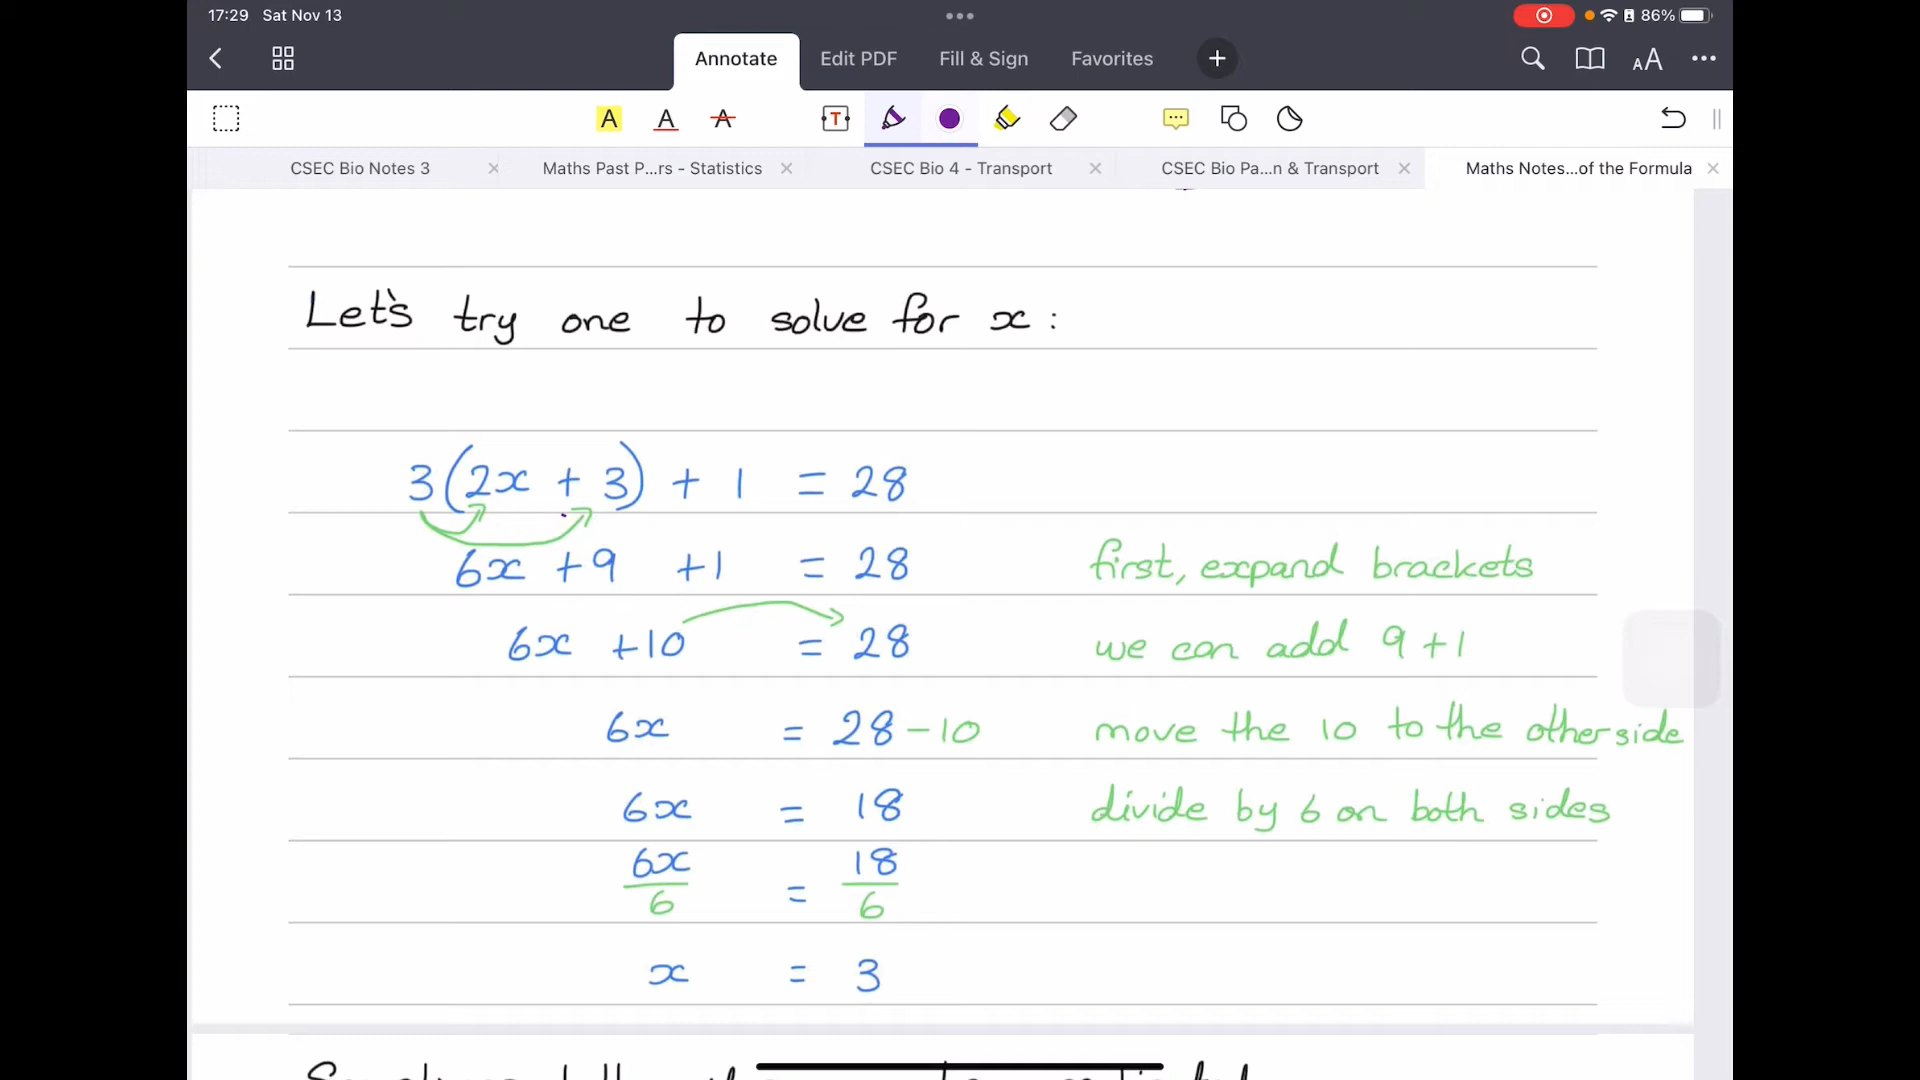 17:29 Sat Nov 13 86%
Annotate Edit PDF Fill & Sign Favorites
CSEC Bio Notes 3 Maths Past P...rs - Statistics CSEC Bio 4 - Transport CSEC Bio Pa...n & Transport Maths Notes...of the Formula
Let's try one to solve for x :
3(2x + 3) + 1 = 28
6x +9 +1 = 28 first, expand brackets
6x +10 = 28 we can add 9 + 1
6x = 28 - 10 move the 10 to the other side
6x = 18 divide by 6 on both sides
6x/6 = 18/6
x = 3